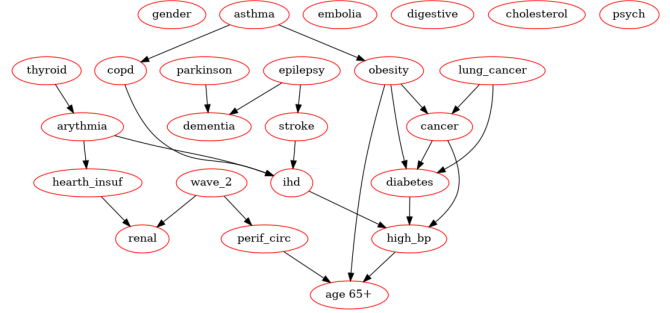 gender asthma embolia digestive cholesterol psych
thyroid copd parkinson epilepsy obesity lung_cancer
arythmia dementia stroke cancer
hearth_insuf wave_2 ihd diabetes
renal perif_circ high_bp
age 65+